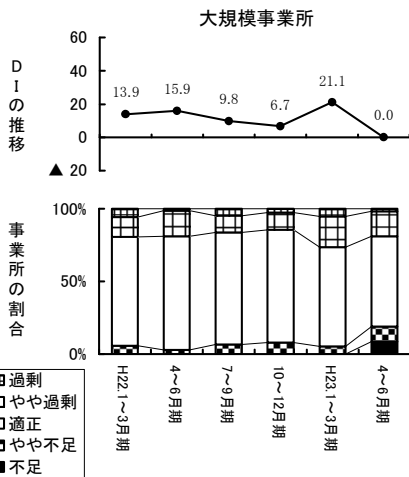 大規模事業所
DIの推移
60
40
20
0
▲ 20
13.9
15.9
9.8
6.7
21.1
0.0
事業所の割合
100%
50%
0%
H22.1～3月期
4～6月期
7～9月期
10～12月期
H23.1～3月期
4～6月期
過剰
やや過剰
適正
やや不足
不足